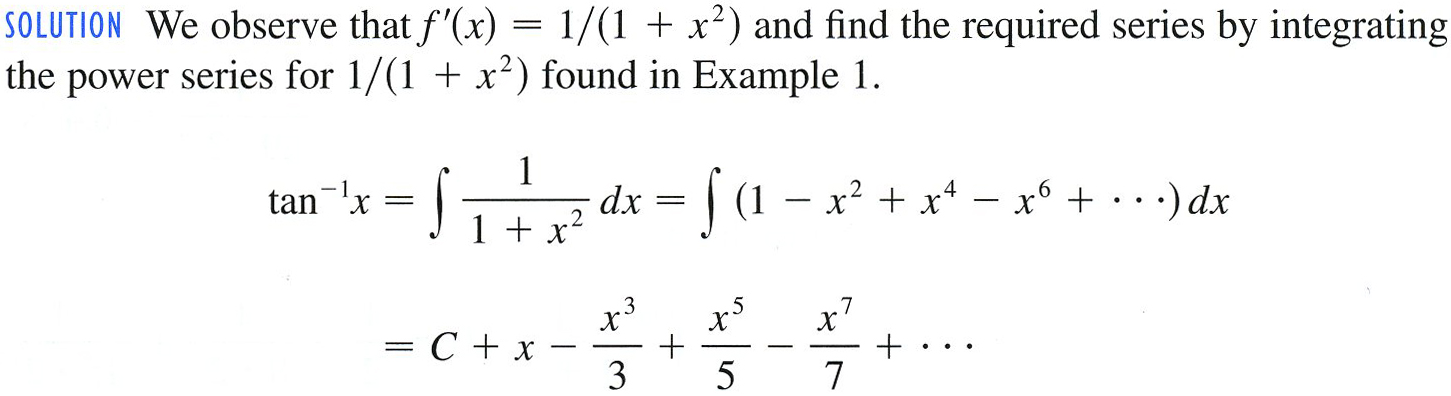 SOLUTION We observe that f′(x) = 1/(1 + x²) and find the required series by integrating
the power series for 1/(1 + x²) found in Example 1.
tan⁻¹x = ∫ 1/(1 + x²) dx = ∫ (1 − x² + x⁴ − x⁶ + ···) dx
= C + x − x³/3 + x⁵/5 − x⁷/7 + ···